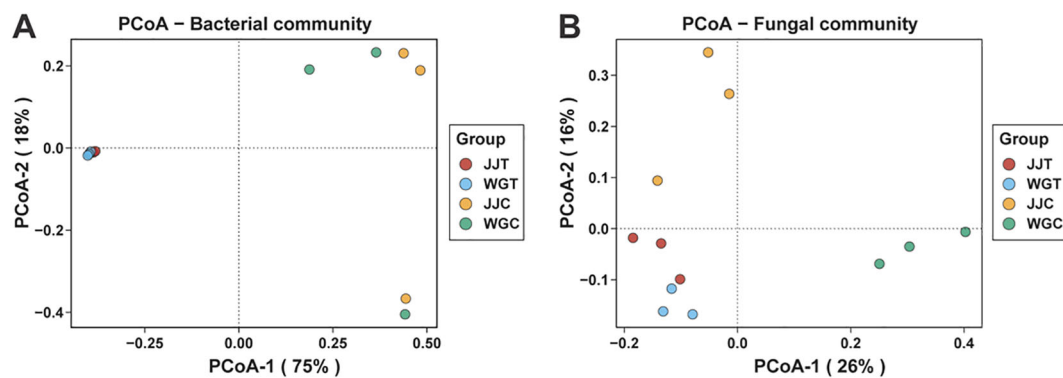 A
PCoA − Bacterial community
PCoA-2 ( 18%)
0.2
0.0
−0.2
−0.4
−0.25
0.00
0.25
0.50
PCoA-1 ( 75%)
Group
JJT
WGT
JJC
WGC
B
PCoA − Fungal community
PCoA-2 ( 16%)
0.3
0.2
0.1
0.0
−0.1
−0.2
0.0
0.2
0.4
PCoA-1 ( 26%)
Group
JJT
WGT
JJC
WGC